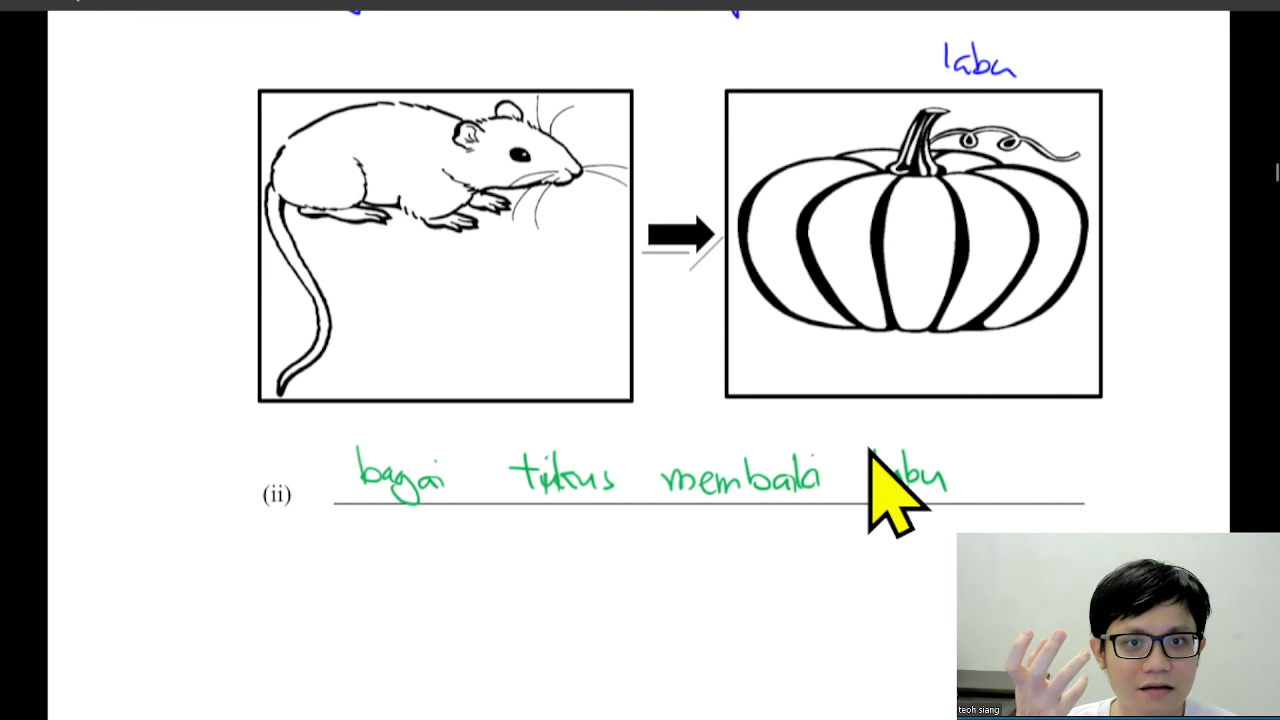 labu
bagai tikus membaiki labu
(ii)
teoh siang